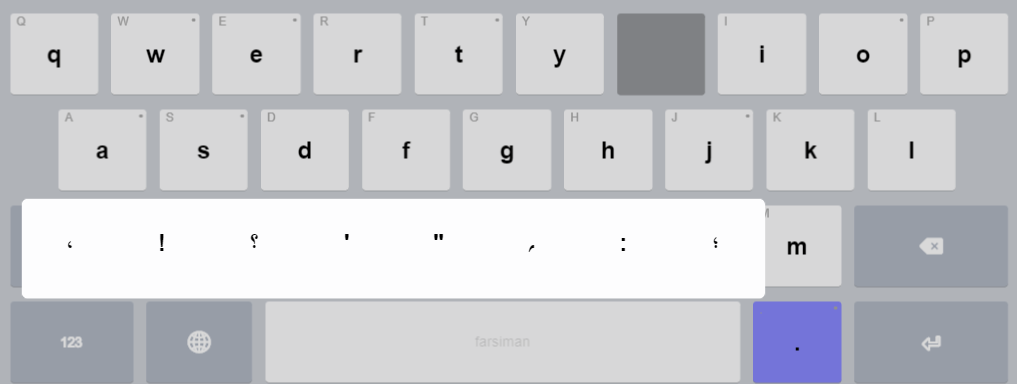 Q W E R T Y I P
q w e r t y i o p
A S D F G H J K L
a s d f g h j k l
، ! ؟ ' " : ؛
m
123 farsiman .